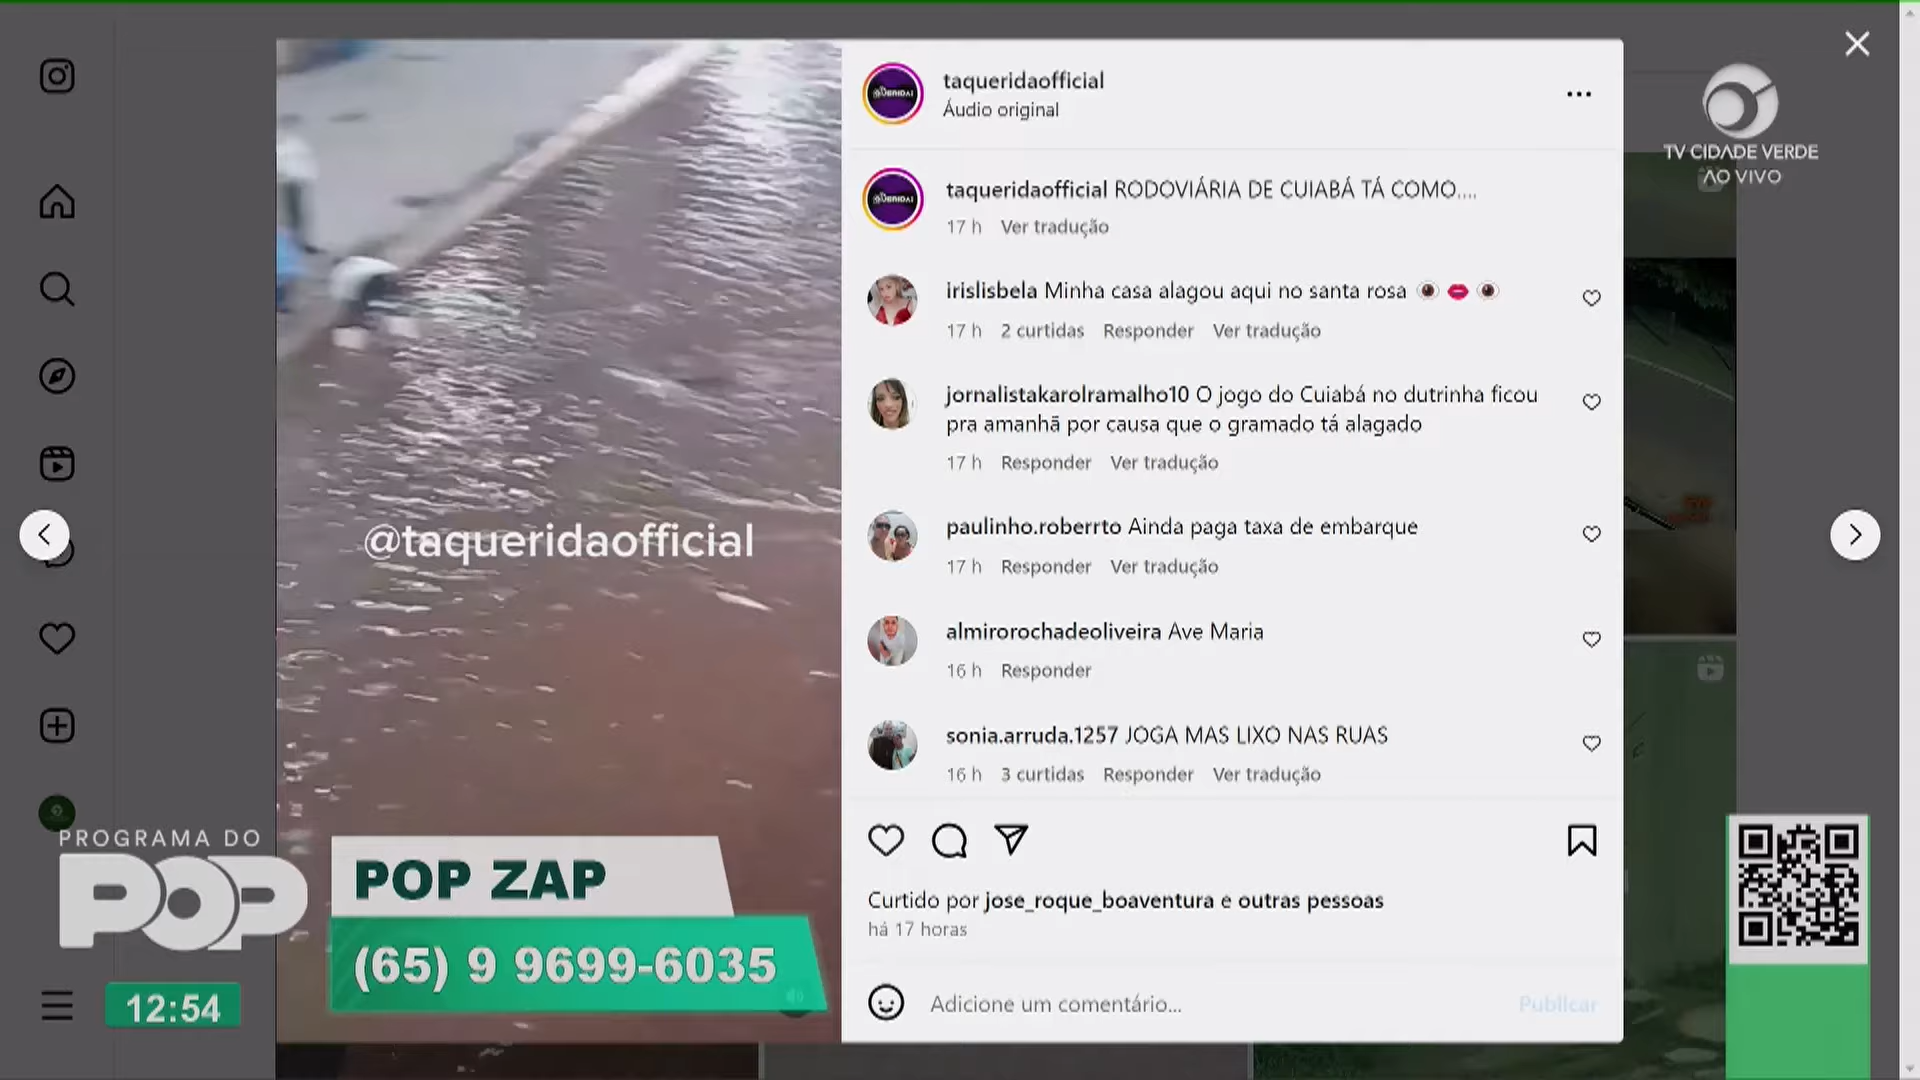 taqueridaofficial
Áudio original
TV CIDADE VERDE
AO VIVO
taqueridaofficial RODOVIÁRIA DE CUIABÁ TÁ COMO....
17 h Ver tradução
irislisbela Minha casa alagou aqui no santa rosa 👁️ 👄 👁️
17 h 2 curtidas Responder Ver tradução
jornalistakarolramalho10 O jogo do Cuiabá no dutrinha ficou
pra amanhã por causa que o gramado tá alagado
17 h Responder Ver tradução
@taqueridaofficial
paulinho.roberrto Ainda paga taxa de embarque
17 h Responder Ver tradução
almirorochadeoliveira Ave Maria
16 h Responder
sonia.arruda.1257 JOGA MAS LIXO NAS RUAS
16 h 3 curtidas Responder Ver tradução
PROGRAMA DO
POP
POP ZAP
(65) 9 9699-6035
12:54
Curtido por jose_roque_boaventura e outras pessoas
há 17 horas
Adicione um comentário...
Publicar